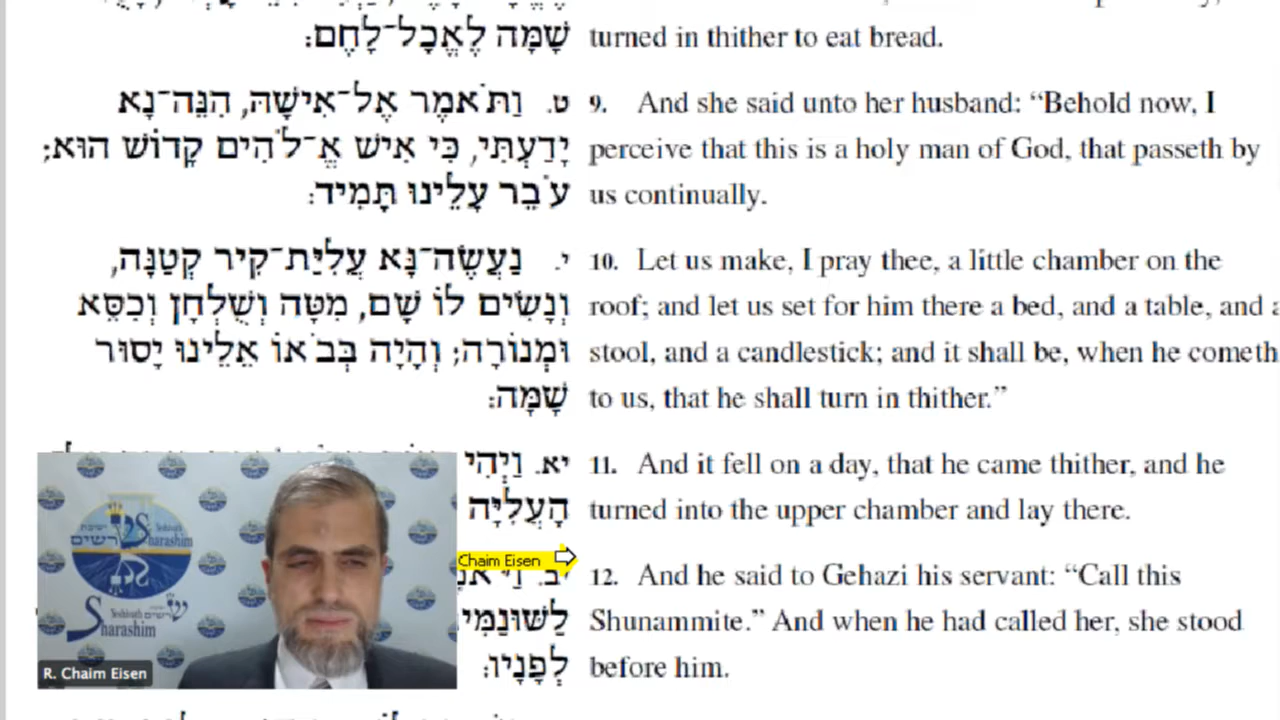 שָׁמָּה לֶאֱכָל־לָחֶם:
turned in thither to eat bread.
ט. וַתֹּאמֶר אֶל־אִישָׁהּ, הִנֵּה־נָא
יָדַעְתִּי, כִּי אִישׁ אֱ־לֹהִים קָדוֹשׁ הוּא;
עֹבֵר עָלֵינוּ תָּמִיד:
9. And she said unto her husband: “Behold now, I
perceive that this is a holy man of God, that passeth by
us continually.
י. נַעֲשֶׂה־נָּא עֲלִיַּת־קִיר קְטַנָּה,
וְנָשִׂים לוֹ שָׁם, מִטָּה וְשֻׁלְחָן וְכִסֵּא
וּמְנוֹרָה; וְהָיָה בְּבֹאוֹ אֵלֵינוּ יָסוּר
שָׁמָּה:
10. Let us make, I pray thee, a little chamber on the
roof; and let us set for him there a bed, and a table, and a
stool, and a candlestick; and it shall be, when he cometh
to us, that he shall turn in thither.”
יא. וַיְהִי
הָעֲלִיָּה
11. And it fell on a day, that he came thither, and he
turned into the upper chamber and lay there.
לַשּׁוּנַמִּי
לְפָנָיו:
12. And he said to Gehazi his servant: “Call this
Shunammite.” And when he had called her, she stood
before him.
Chaim Eisen
ישיבת
שרשים
Yeshivath
Sharashim
Yeshivath שרשים
Sharashim
R. Chaim Eisen